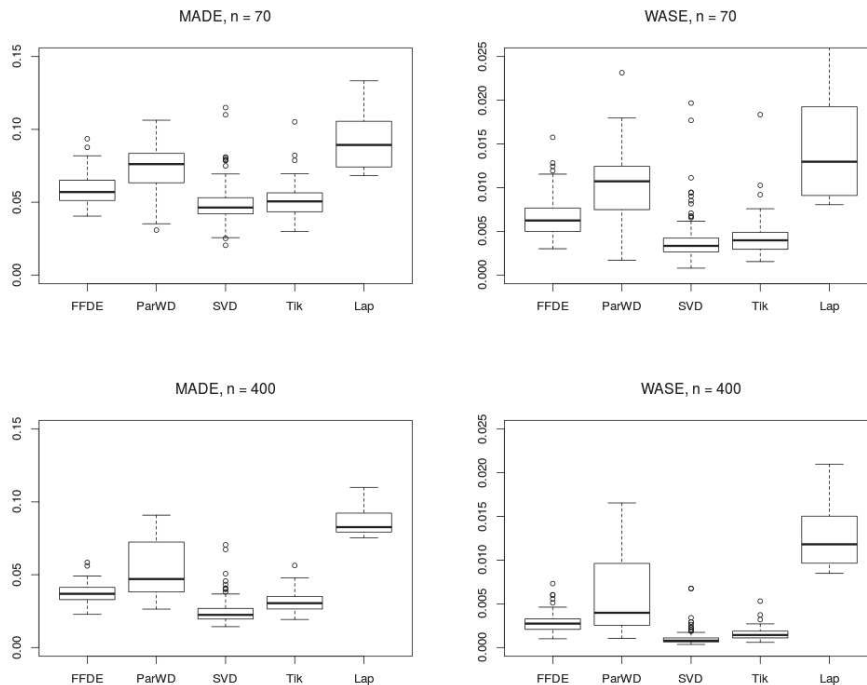 MADE, n = 70
0.15
0.10
0.05
0.00
FFDE ParWD SVD Tik Lap
WASE, n = 70
0.025
0.020
0.015
0.010
0.005
0.000
FFDE ParWD SVD Tik Lap
MADE, n = 400
0.15
0.10
0.05
0.00
FFDE ParWD SVD Tik Lap
WASE, n = 400
0.025
0.020
0.015
0.010
0.005
0.000
FFDE ParWD SVD Tik Lap